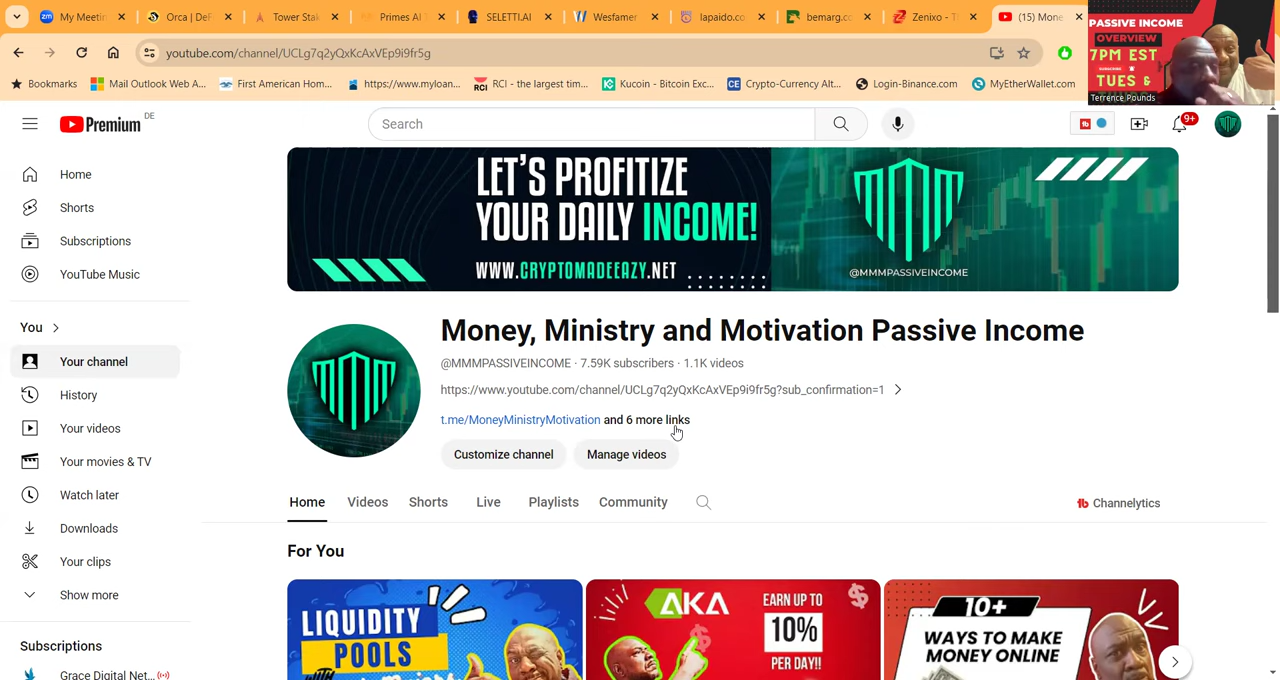 My Meetin
Orca | DeF
Tower Stak
Primes AI T
SELETTI.AI
Wesfamer
lapaido.co
bemarg.cc
Zenixo - T
(15) Mone
youtube.com/channel/UCLg7q2yQxKcAxVEp9i9fr5g
Bookmarks
Mail Outlook Web A...
First American Hom...
https://www.myloan...
RCI - the largest tim...
Kucoin - Bitcoin Exc...
Crypto-Currency Alt...
Login-Binance.com
MyEtherWallet.com
PASSIVE INCOME
OVERVIEW
7PM EST
TUES &
Terrence Pounds
Premium DE
Search
9+
Home
Shorts
Subscriptions
YouTube Music
You
Your channel
History
Your videos
Your movies & TV
Watch later
Downloads
Your clips
Show more
Subscriptions
Grace Digital Net...
LET'S PROFITIZE
YOUR DAILY INCOME!
WWW.CRYPTOMADEEAZY.NET
@MMMPASSIVEINCOME
Money, Ministry and Motivation Passive Income
@MMMPASSIVEINCOME · 7.59K subscribers · 1.1K videos
https://www.youtube.com/channel/UCLg7q2yQxKcAxVEp9i9fr5g?sub_confirmation=1
t.me/MoneyMinistryMotivation and 6 more links
Customize channel
Manage videos
Home
Videos
Shorts
Live
Playlists
Community
Channelytics
For You
LIQUIDITY
POOLS
AKA
EARN UP TO
10%
PER DAY!!
10+
WAYS TO MAKE
MONEY ONLINE